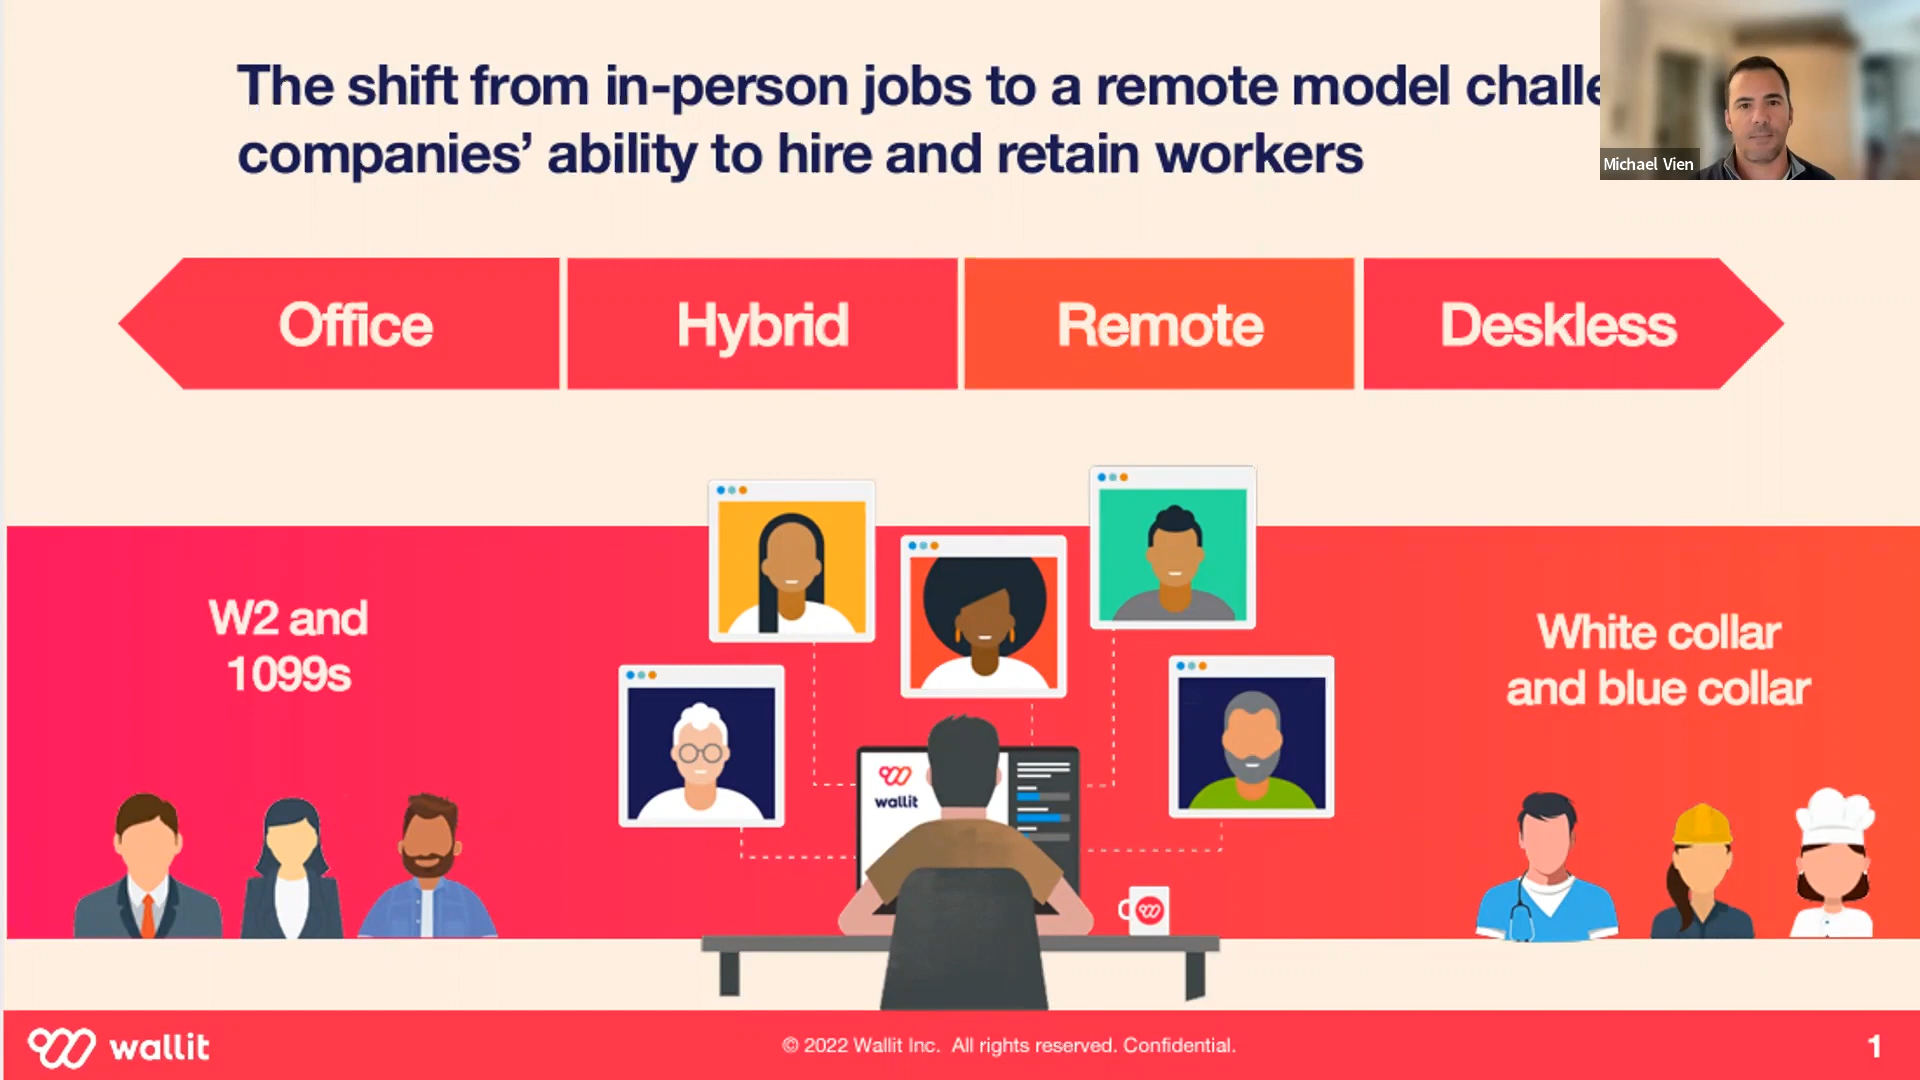 The shift from in-person jobs to a remote model
companies’ ability to hire and retain workers
Michael Vien
Office
Hybrid
Remote
Deskless
W2 and
1099s
White collar
and blue collar
wallit
wallit
© 2022 Wallit Inc. All rights reserved. Confidential.
1